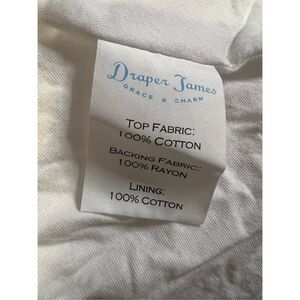 Draper James
GRACE & CHARM
TOP FABRIC:
100% COTTON
BACKING FABRIC:
100% RAYON
LINING:
100% COTTON